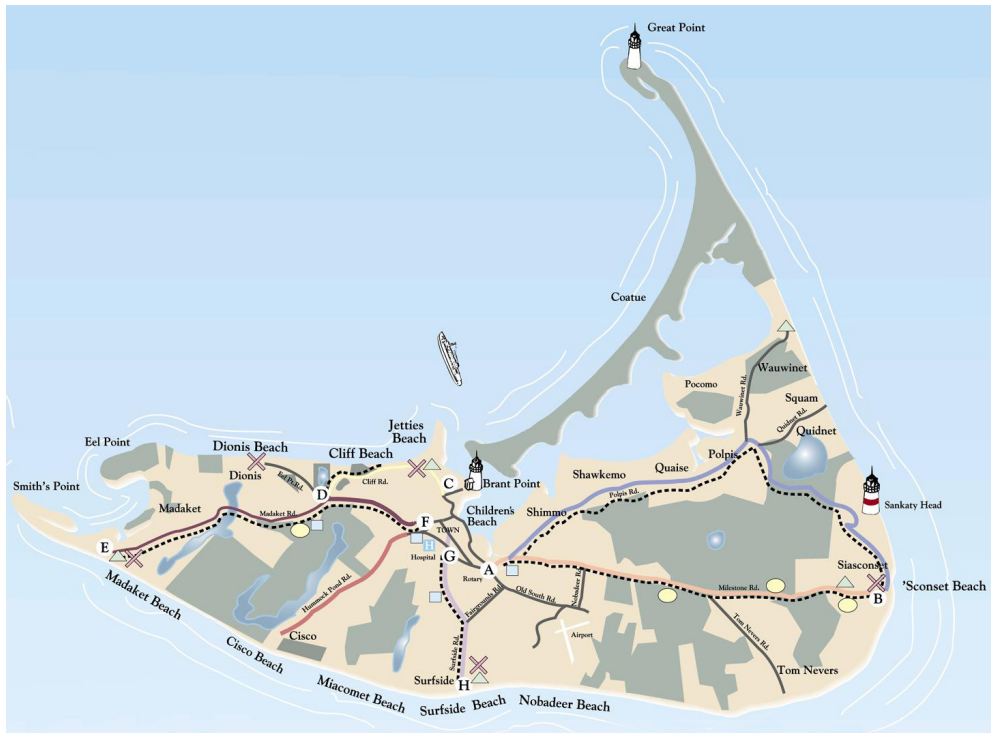 Great Point
Coatue
Wauwinet
Pocomo
Wauwinet Rd.
Squam
Quidnet Rd.
Quidnet
Jetties
Beach
Eel Point
Dionis Beach
Cliff Beach
Polpis
Dionis
Eel Pt.Rd.
Cliff Rd.
C
Brant Point
Shawkemo
Quaise
Smith's Point
D
Polpis Rd.
Sankaty Head
Madaket
Madaket Rd.
F
Children's
Beach
Shimmo
TOWN
E
H
Hospital
G
A
Rotary
Siasconset
'Sconset Beach
B
Madaket Beach
Hummock Pond Rd.
Fairgrounds Rd.
Old South Rd.
Nobadeer Rd.
Milestone Rd.
Cisco
Cisco Beach
Surfside Rd.
Airport
Tom Nevers Rd.
Tom Nevers
Surfside
H
Miacomet Beach
Surfside Beach
Nobadeer Beach